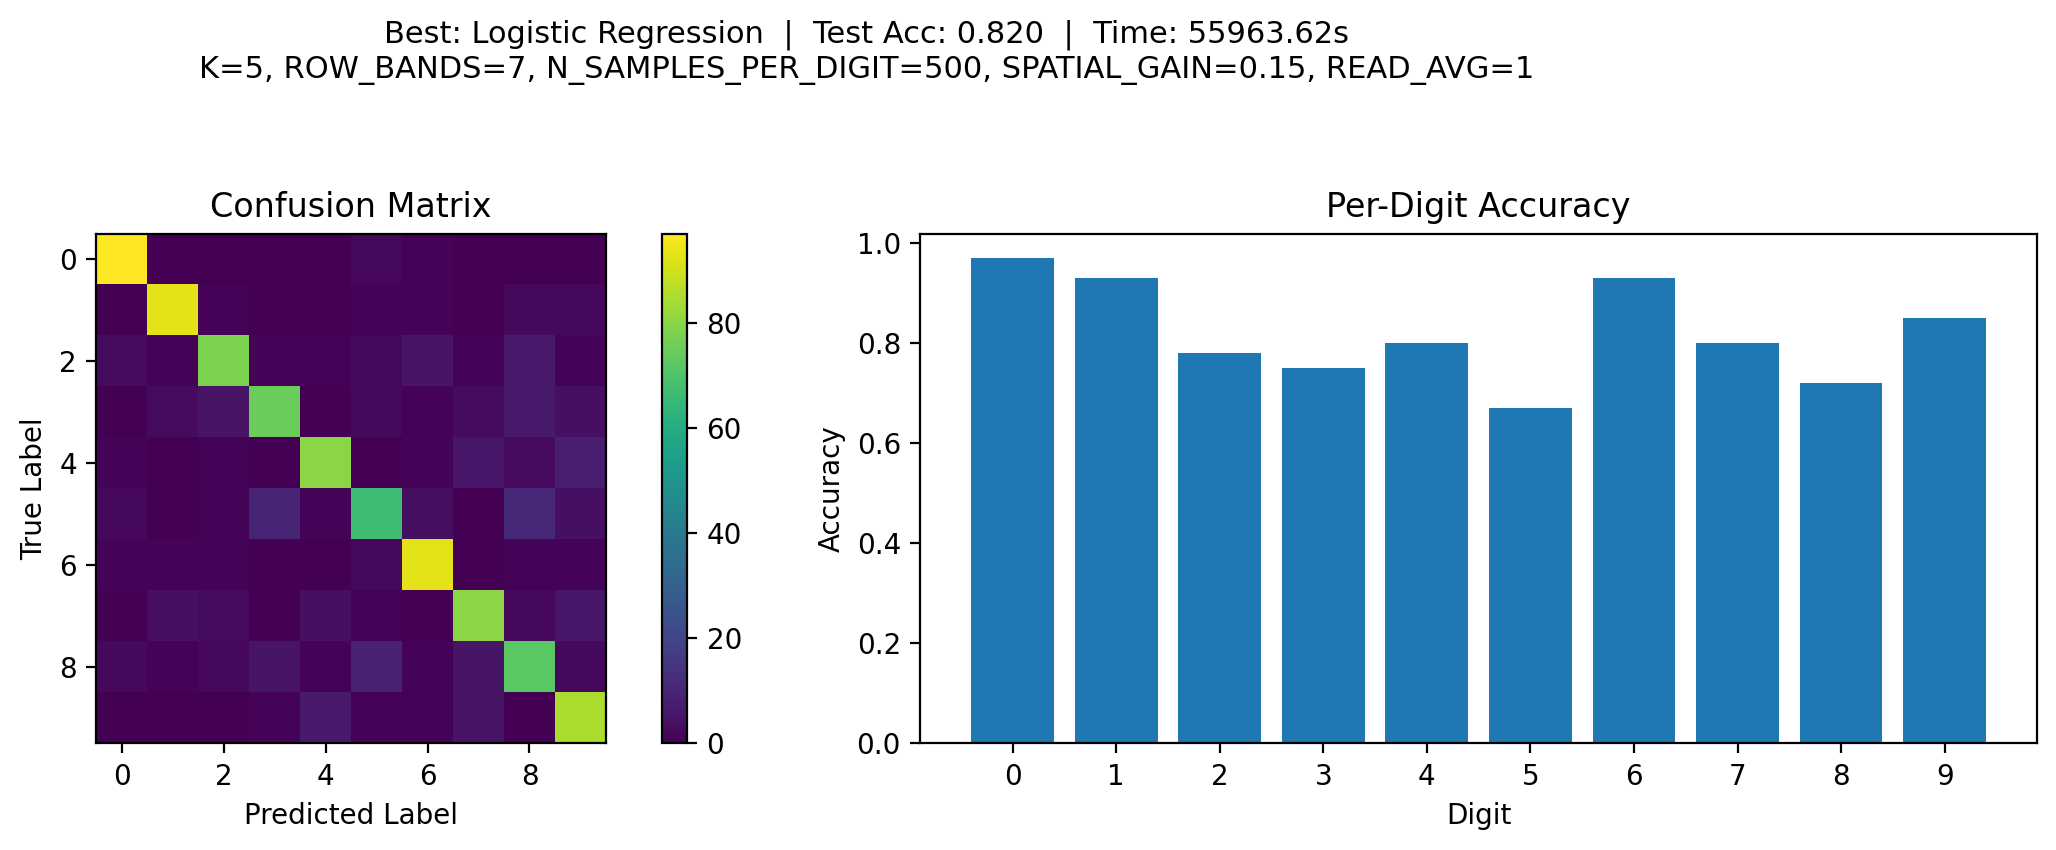 Best: Logistic Regression | Test Acc: 0.820 | Time: 55963.62s
K=5, ROW_BANDS=7, N_SAMPLES_PER_DIGIT=500, SPATIAL_GAIN=0.15, READ_AVG=1
Confusion Matrix
0
2
4
6
8
True Label
0 2 4 6 8
Predicted Label
80
60
40
20
0
Per-Digit Accuracy
1.0
0.8
0.6
0.4
0.2
0.0
Accuracy
0 1 2 3 4 5 6 7 8 9
Digit